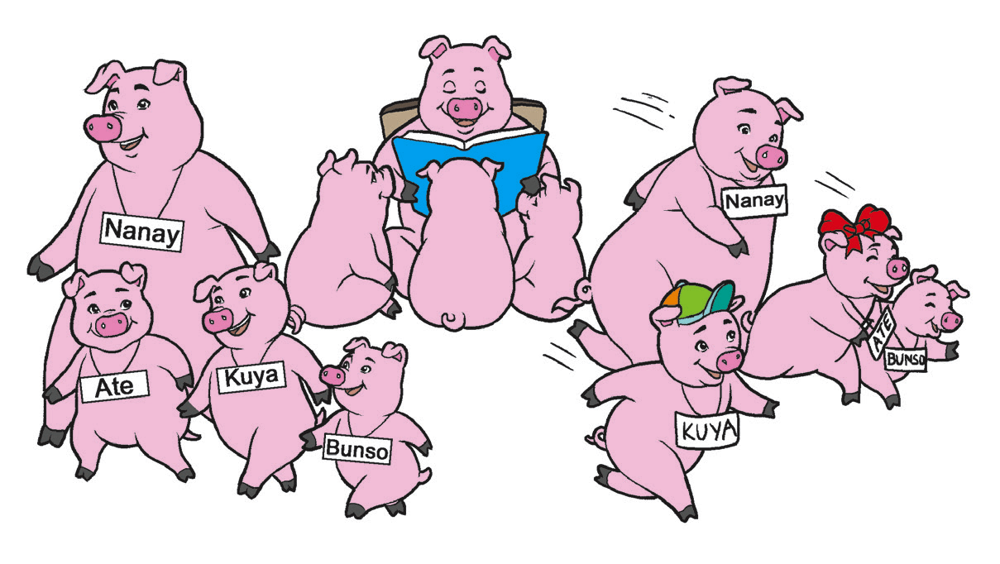 Nanay
Ate
Kuya
Bunso
Nanay
ATE
BUNSO
KUYA